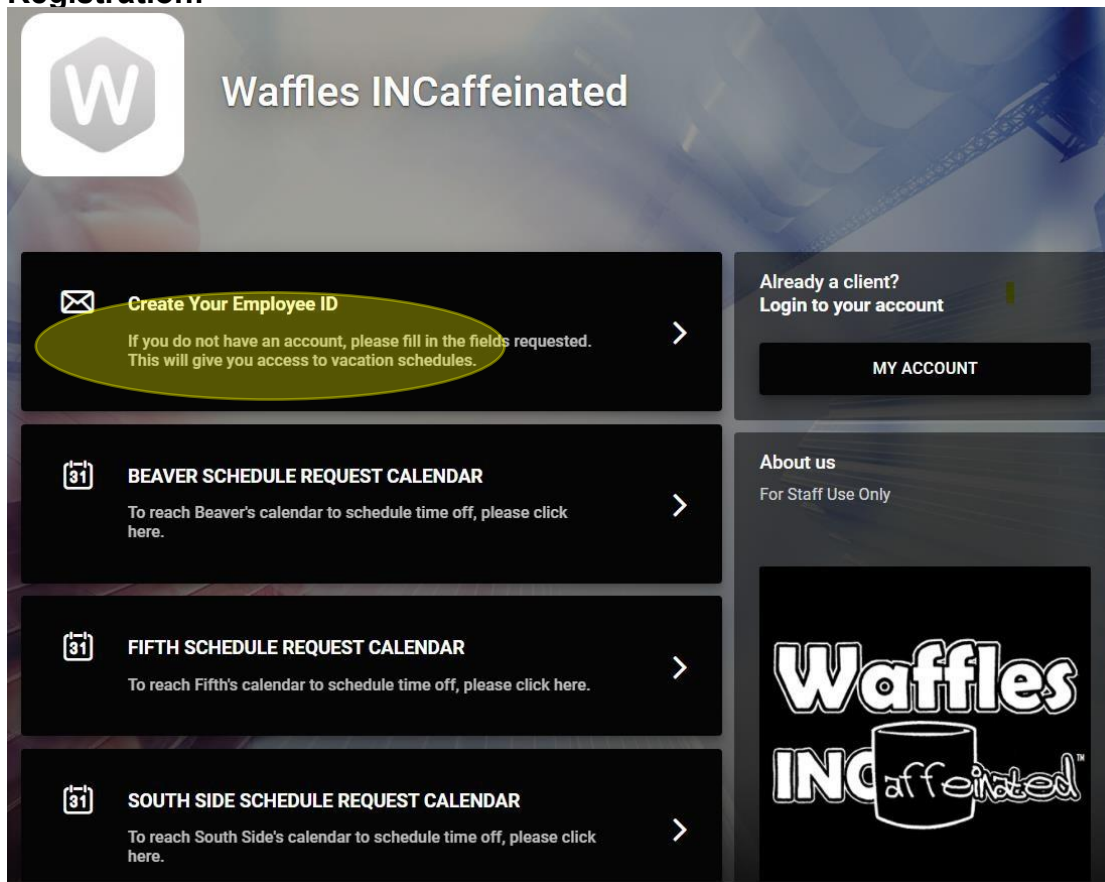 Registration:
W
Waffles INCaffeinated
Create Your Employee ID
If you do not have an account, please fill in the fields requested.
This will give you access to vacation schedules.
31
BEAVER SCHEDULE REQUEST CALENDAR
To reach Beaver's calendar to schedule time off, please click
here.
31
FIFTH SCHEDULE REQUEST CALENDAR
To reach Fifth's calendar to schedule time off, please click here.
31
SOUTH SIDE SCHEDULE REQUEST CALENDAR
To reach South Side's calendar to schedule time off, please click
here.
Already a client?
Login to your account
MY ACCOUNT
About us
For Staff Use Only
Waffles
INCaffeinated™